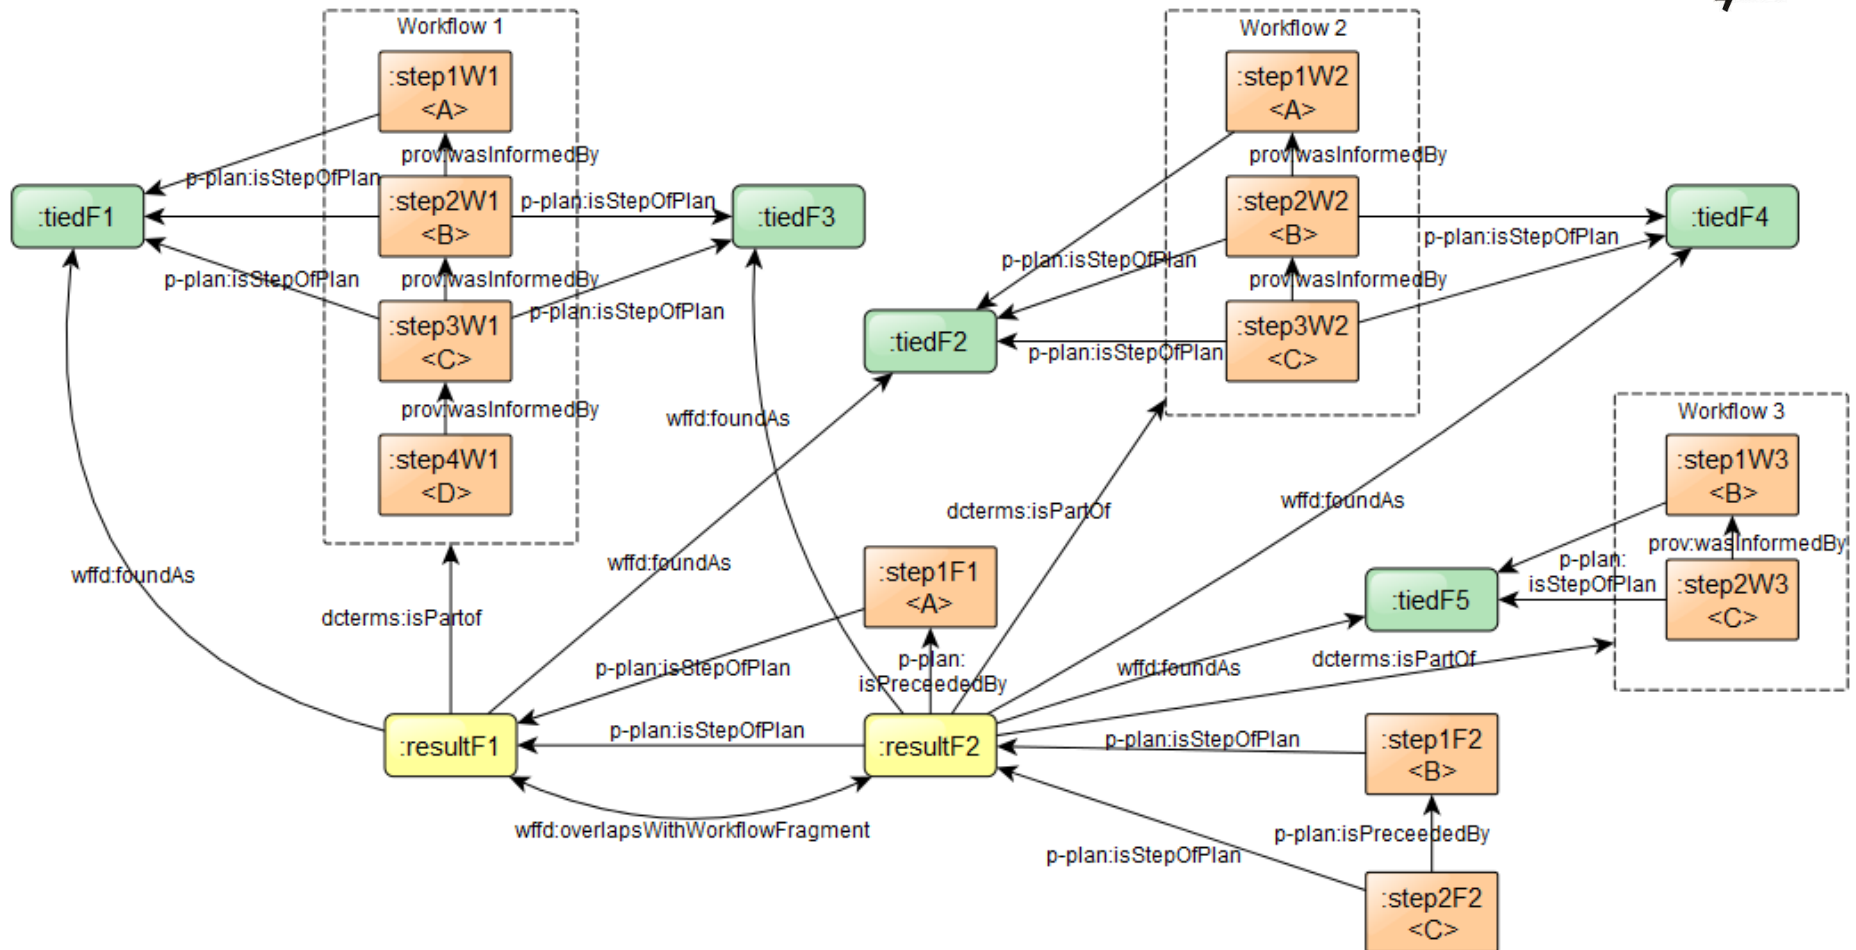 Workflow 1
:step1W1
<A>
prov:wasInformedBy
p-plan:isStepOfPlan
:tiedF1
:step2W1
<B>
p-plan:isStepOfPlan
:tiedF3
p-plan:isStepOfPlan
prov:wasInformedBy
:step3W1
<C>
p-plan:isStepOfPlan
prov:wasInformedBy
:step4W1
<D>
Workflow 2
:step1W2
<A>
prov:wasInformedBy
:step2W2
<B>
p-plan:isStepOfPlan
:tiedF4
p-plan:isStepOfPlan
prov:wasInformedBy
:tiedF2
:step3W2
<C>
p-plan:isStepOfPlan
wffd:foundAs
Workflow 3
:step1W3
<B>
prov:wasInformedBy
p-plan:
isStepOfPlan
:step2W3
<C>
:tiedF5
dcterms:isPartOf
wffd:foundAs
wffd:foundAs
wffd:foundAs
:step1F1
<A>
dcterms:isPartof
p-plan:isStepOfPlan
p-plan:
isPreceededBy
wffd:foundAs
dcterms:isPartOf
:resultF1
p-plan:isStepOfPlan
:resultF2
p-plan:isStepOfPlan
:step1F2
<B>
wffd:overlapsWithWorkflowFragment
p-plan:isPreceededBy
p-plan:isStepOfPlan
:step2F2
<C>